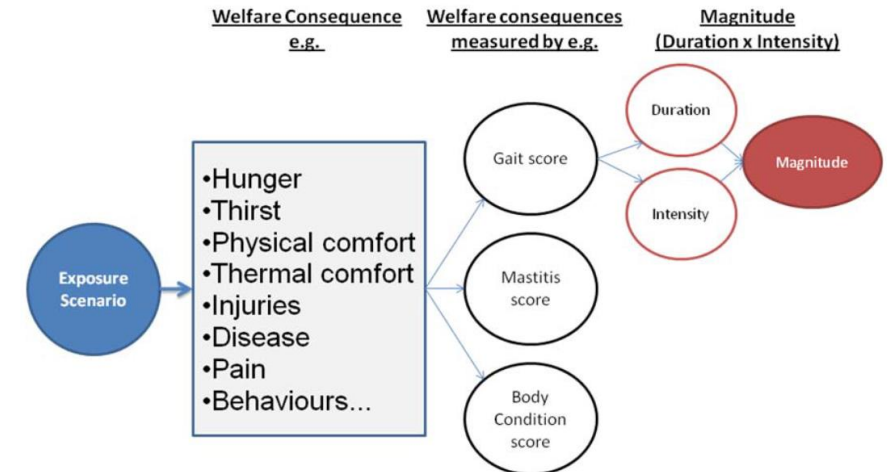 Welfare Consequence
e.g.
Welfare consequences
measured by e.g.
Magnitude
(Duration x Intensity)
Exposure
Scenario
•Hunger
•Thirst
•Physical comfort
•Thermal comfort
•Injuries
•Disease
•Pain
•Behaviours...
Gait score
Mastitis
score
Body
Condition
score
Duration
Intensity
Magnitude